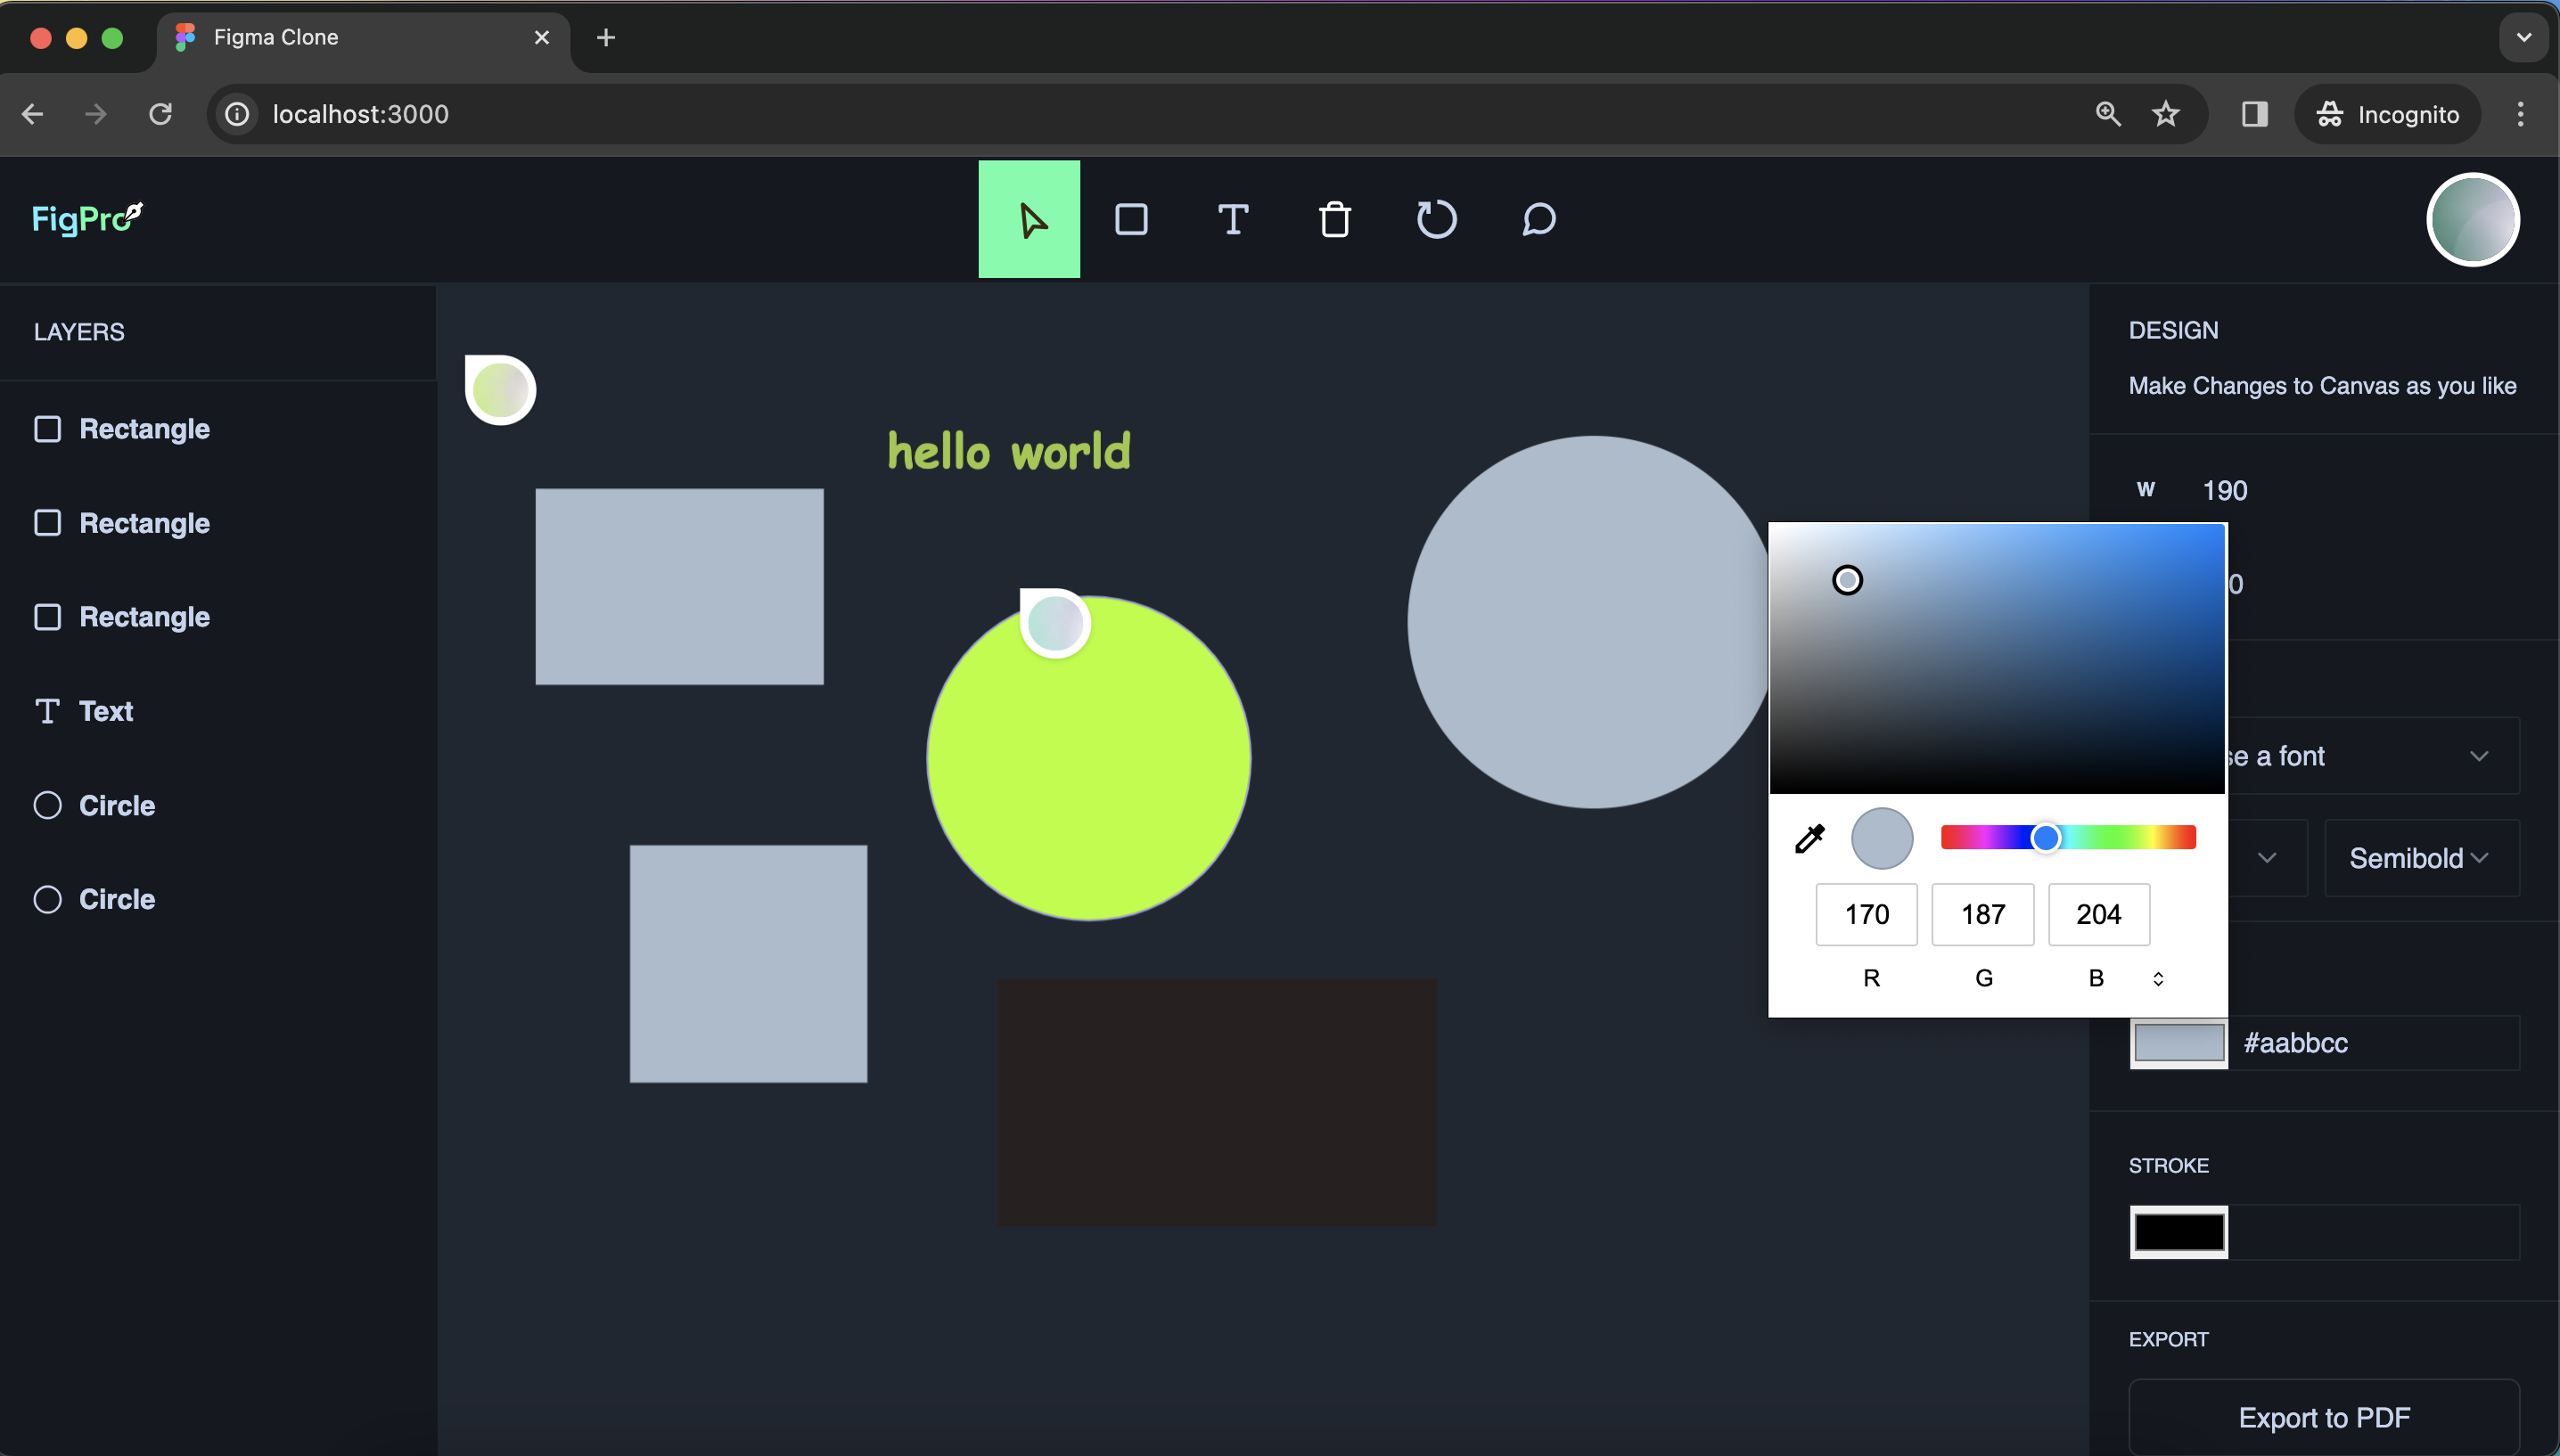 Figma Clone
localhost:3000
Incognito
FigPro
LAYERS
Rectangle
Rectangle
Rectangle
Text
Circle
Circle
hello world
DESIGN
Make Changes to Canvas as you like
W 190
0
se a font
Semibold
170 187 204
R G B
#aabbcc
STROKE
EXPORT
Export to PDF